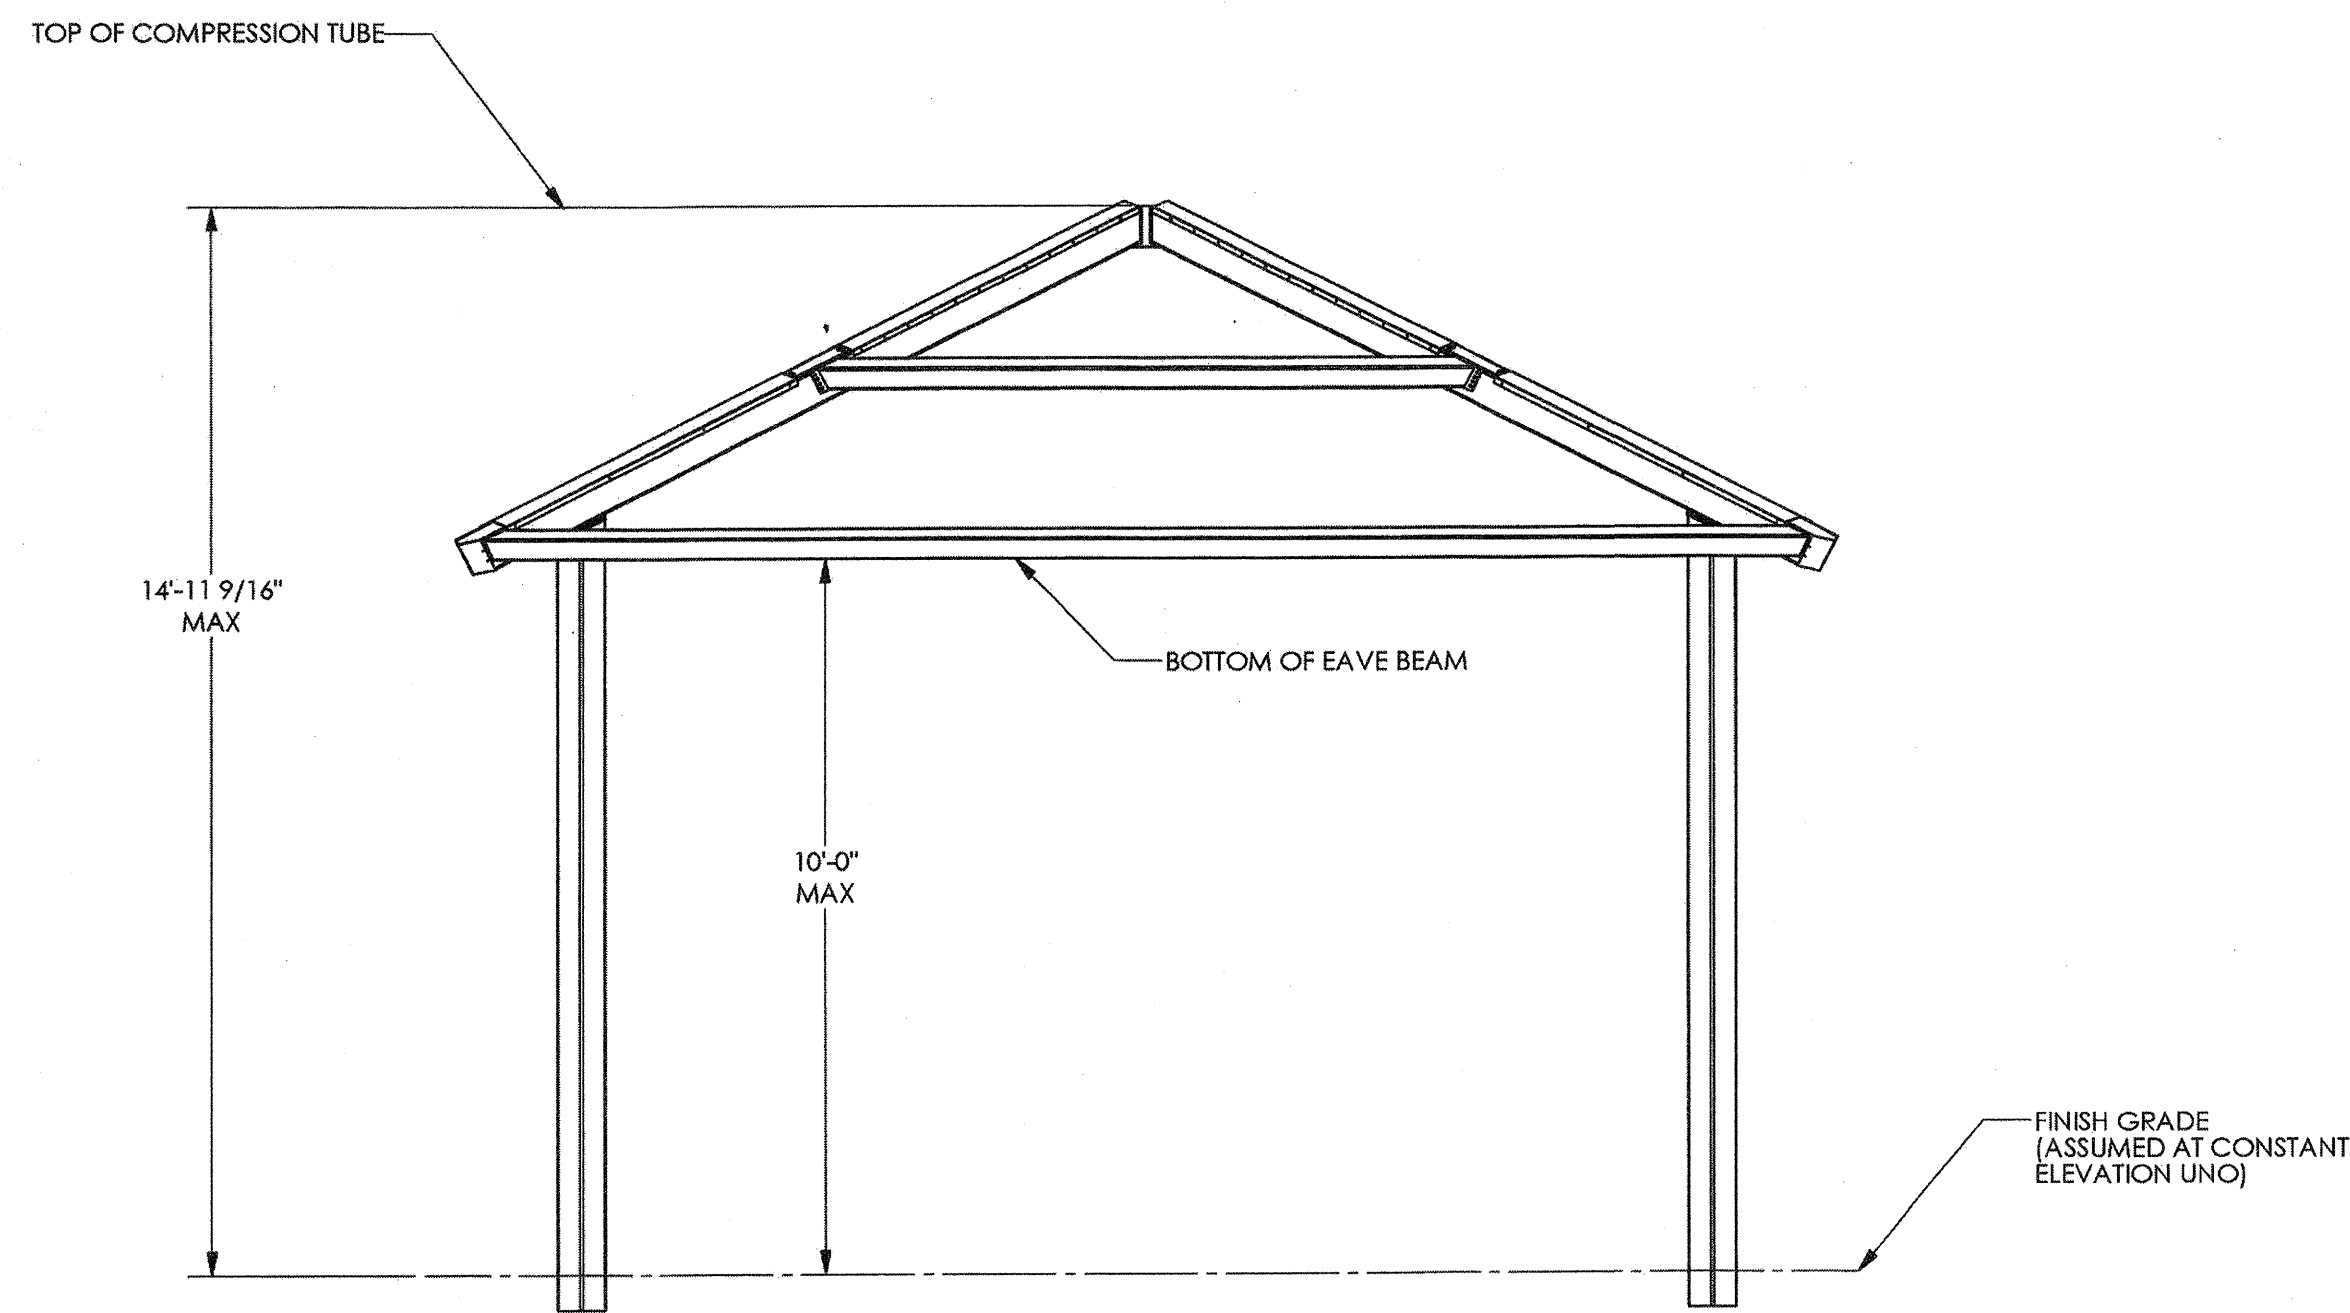 TOP OF COMPRESSION TUBE
14'-11 9/16"
MAX
BOTTOM OF EAVE BEAM
10'-0"
MAX
FINISH GRADE
(ASSUMED AT CONSTANT
ELEVATION UNO)